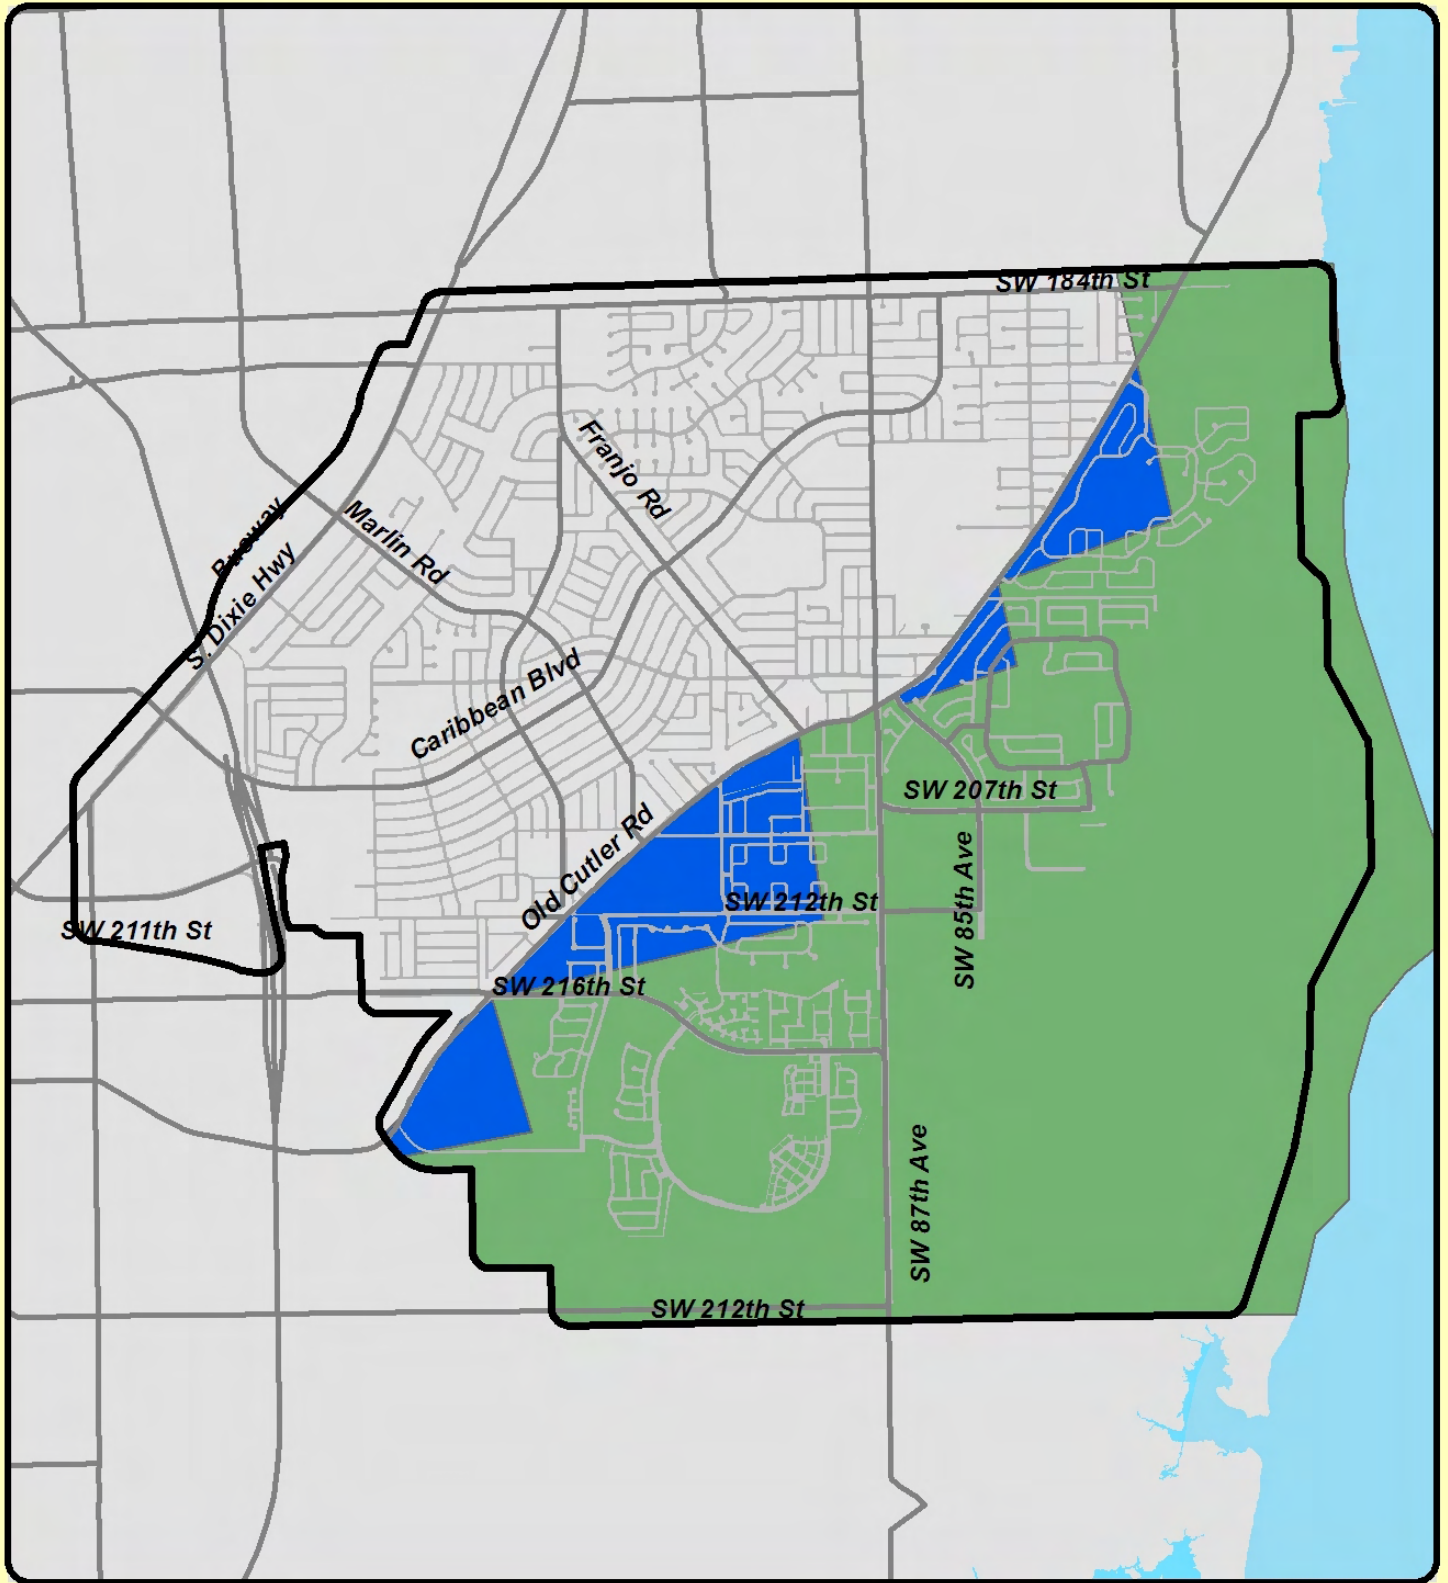 SW 184th St
Franjo Rd
Busway
Marlin Rd
S. Dixie Hwy
Caribbean Blvd
SW 207th St
Old Cutler Rd
SW 85th Ave
SW 212th St
SW 211th St
SW 216th St
SW 87th Ave
SW 212th St